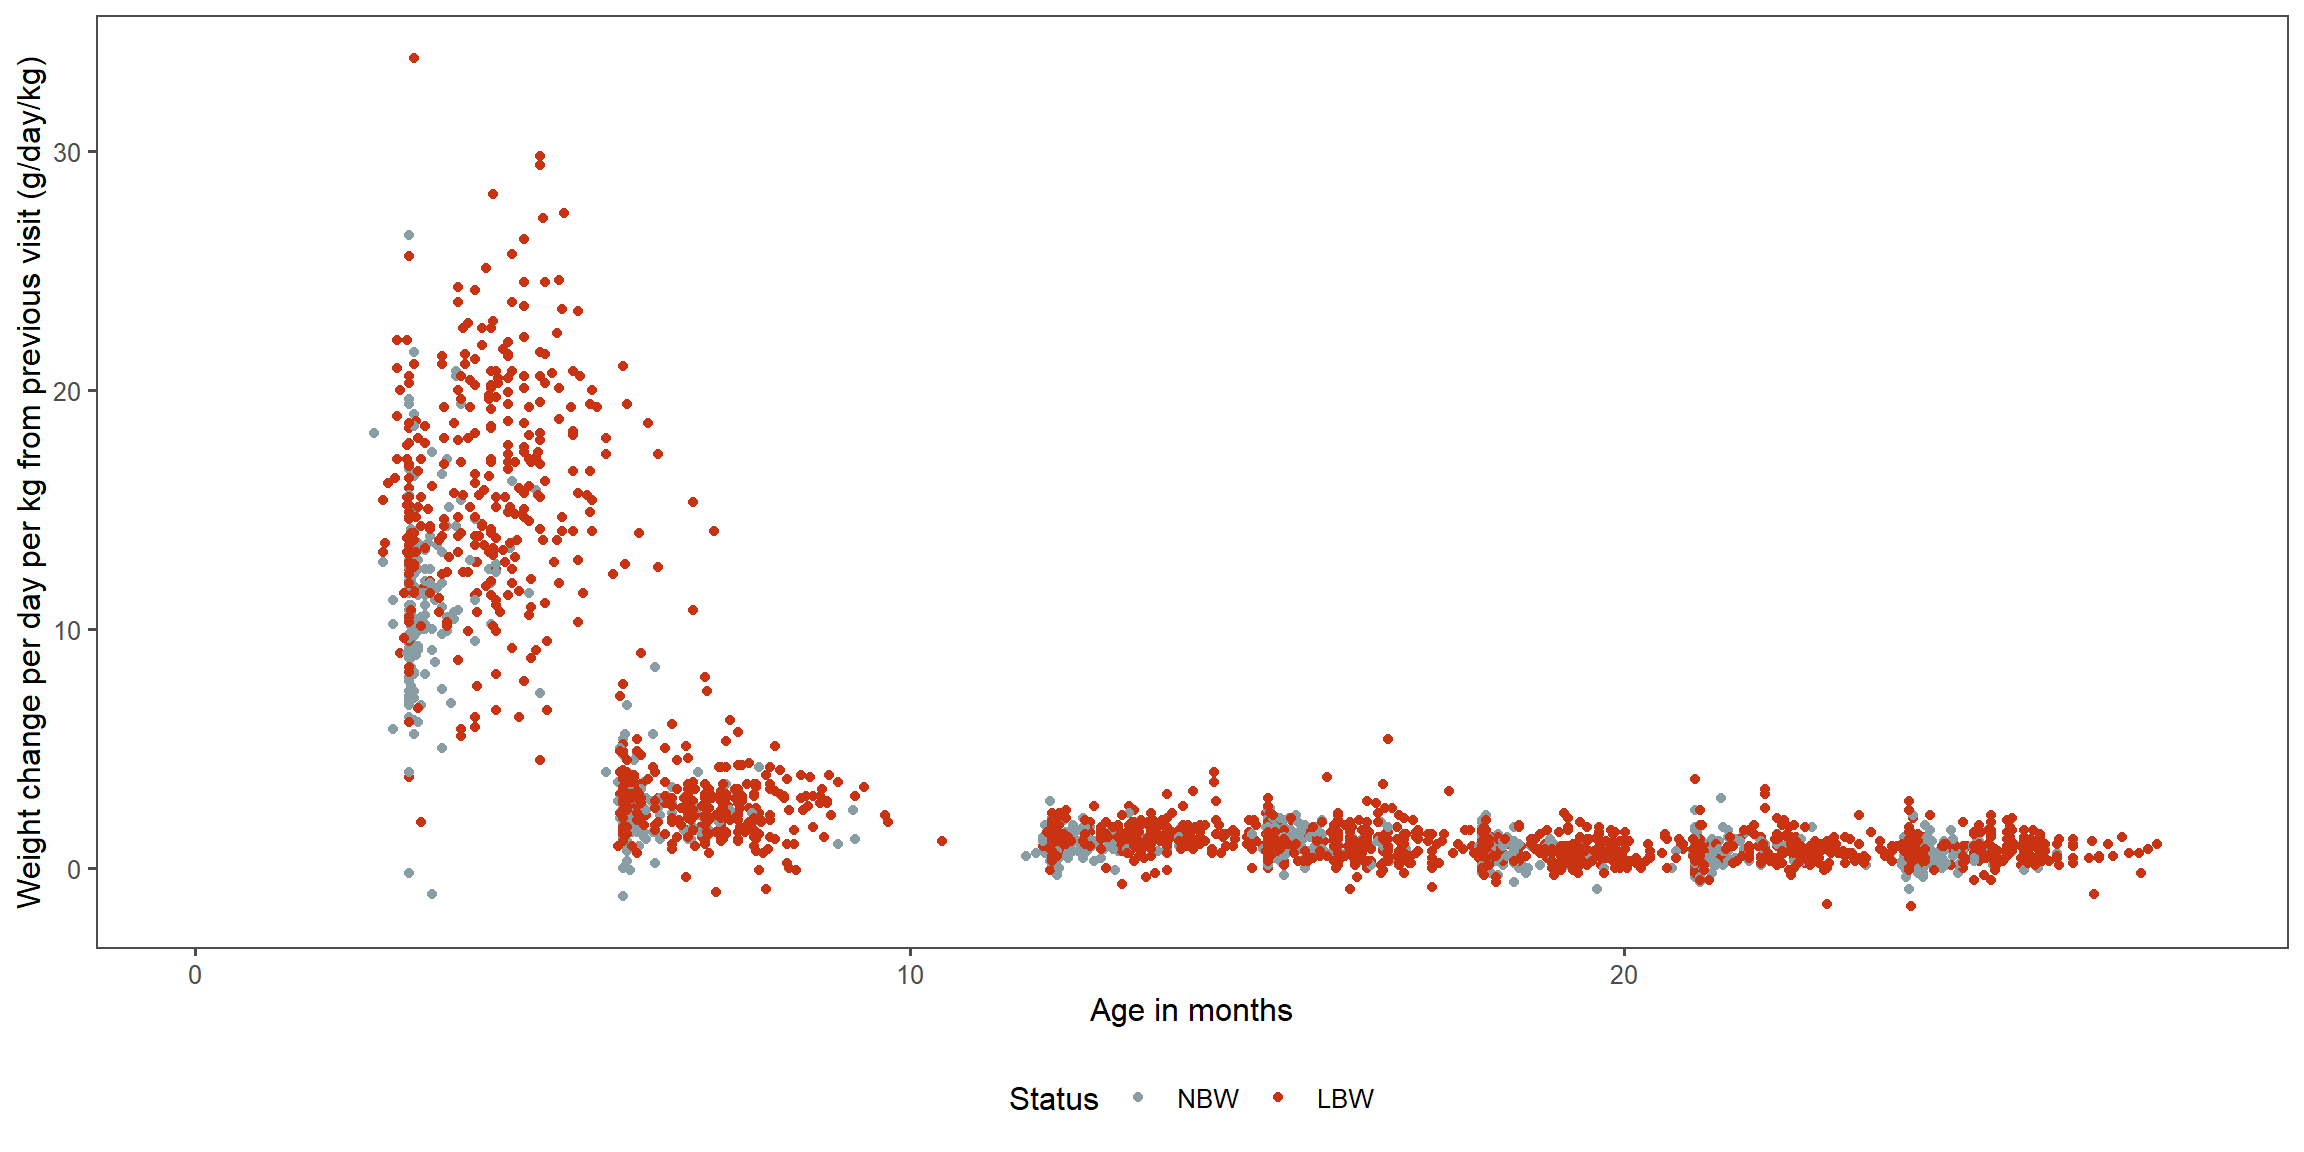 Weight change per day per kg from previous visit (g/day/kg)
30
20
10
0
0 10 20
Age in months
Status NBW LBW